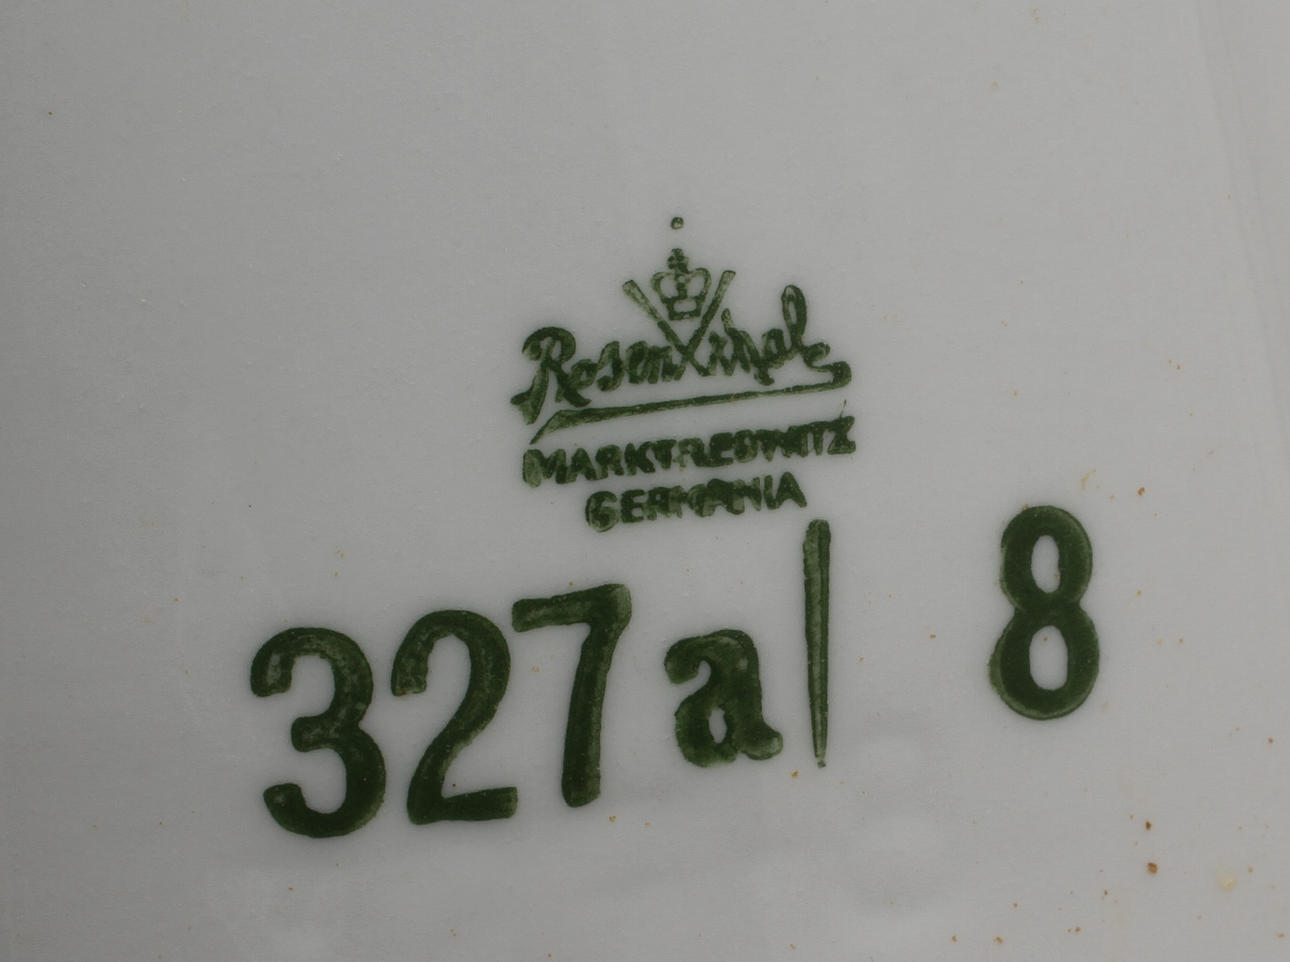 Rosenthal
MARKTREDWITZ
GERMANIA
327a| 8